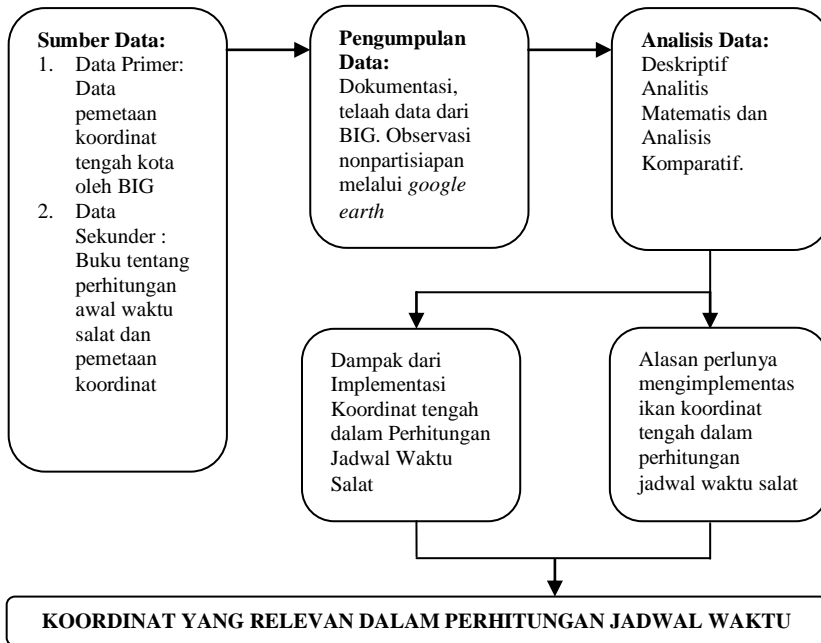 Sumber Data:
1. Data Primer:
Data
pemetaan
koordinat
tengah kota
oleh BIG
2. Data
Sekunder :
Buku tentang
perhitungan
awal waktu
salat dan
pemetaan
koordinat
Pengumpulan
Data:
Dokumentasi,
telaah data dari
BIG. Observasi
nonpartisiapan
melalui google
earth
Analisis Data:
Deskriptif
Analitis
Matematis dan
Analisis
Komparatif.
Dampak dari
Implementasi
Koordinat tengah
dalam Perhitungan
Jadwal Waktu
Salat
Alasan perlunya
mengimplementas
ikan koordinat
tengah dalam
perhitungan
jadwal waktu salat
KOORDINAT YANG RELEVAN DALAM PERHITUNGAN JADWAL WAKTU